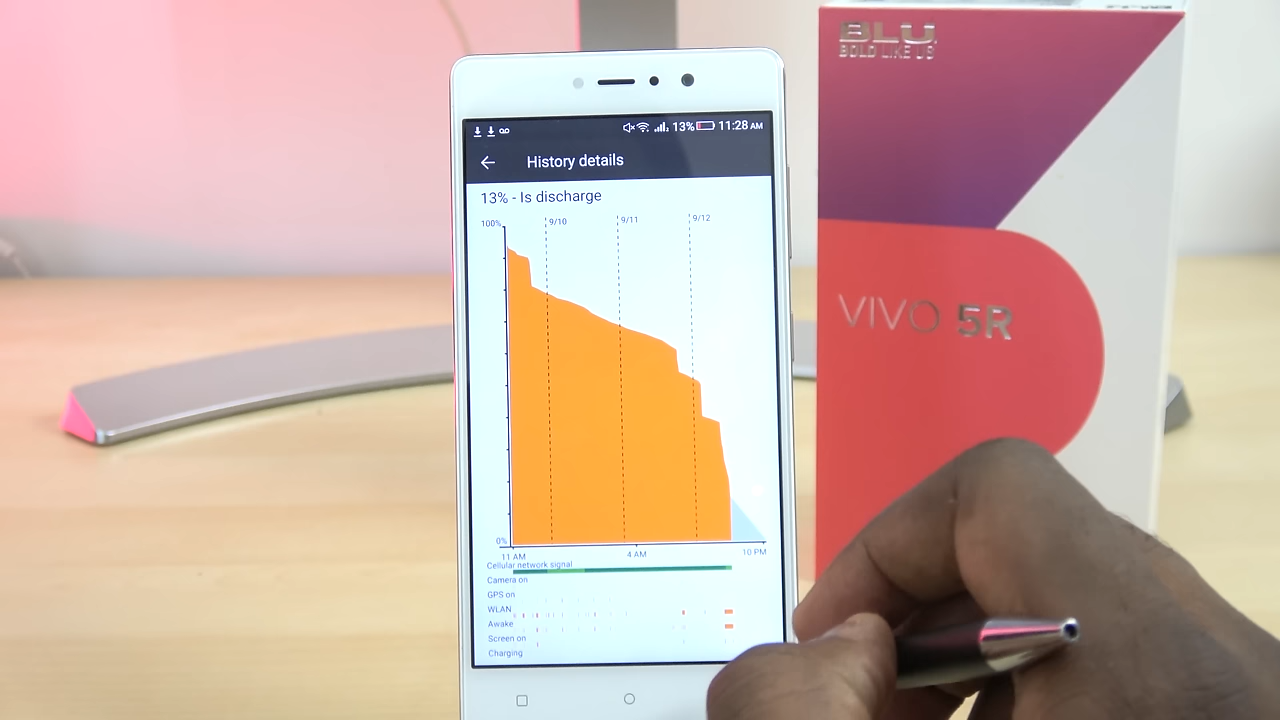 BLU
BOLD LIKE US
VIVO 5R
13% 11:28 AM
History details
13% - Is discharge
100%
9/10
9/11
9/12
0%
11 AM
4 AM
10 PM
Cellular network signal
Camera on
GPS on
WLAN
Awake
Screen on
Charging